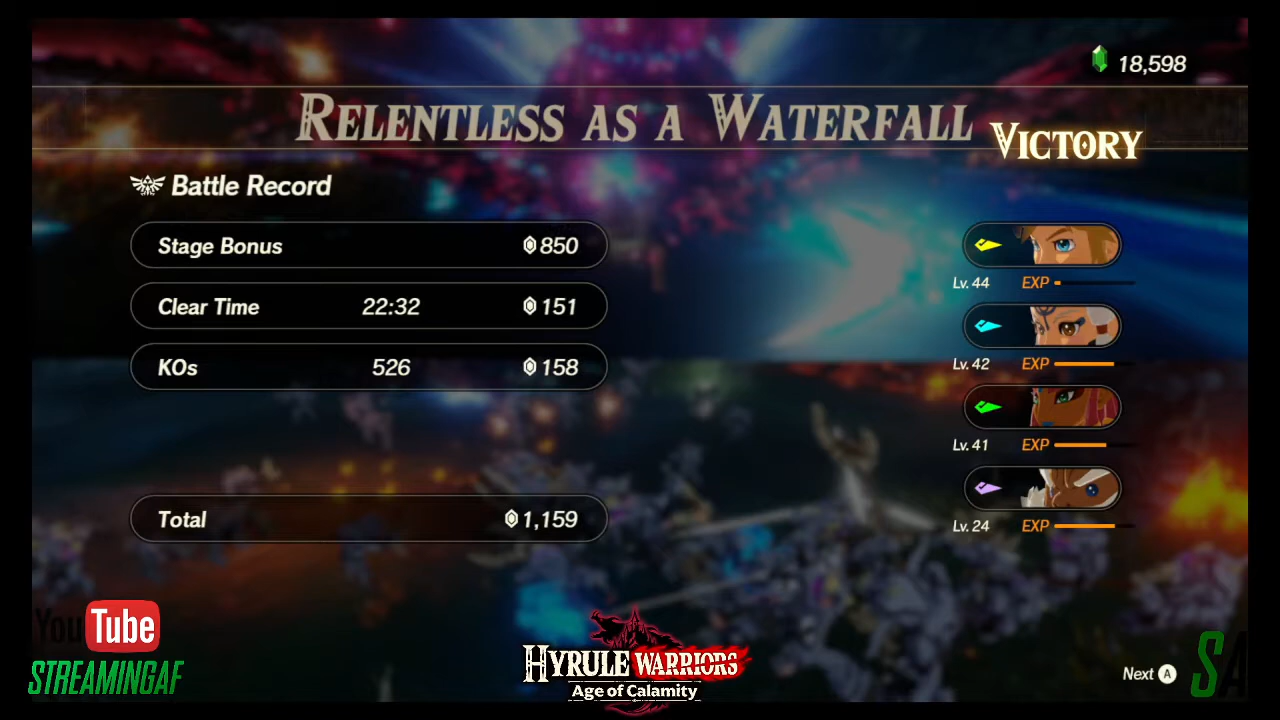 18,598
RELENTLESS AS A WATERFALL
VICTORY
Battle Record
Stage Bonus 850
Clear Time 22:32 151
KOs 526 158
Total 1,159
Lv. 44 EXP
Lv. 42 EXP
Lv. 41 EXP
Lv. 24 EXP
YouTube
STREAMINGAF
HYRULE WARRIORS
Age of Calamity
Next A
SA